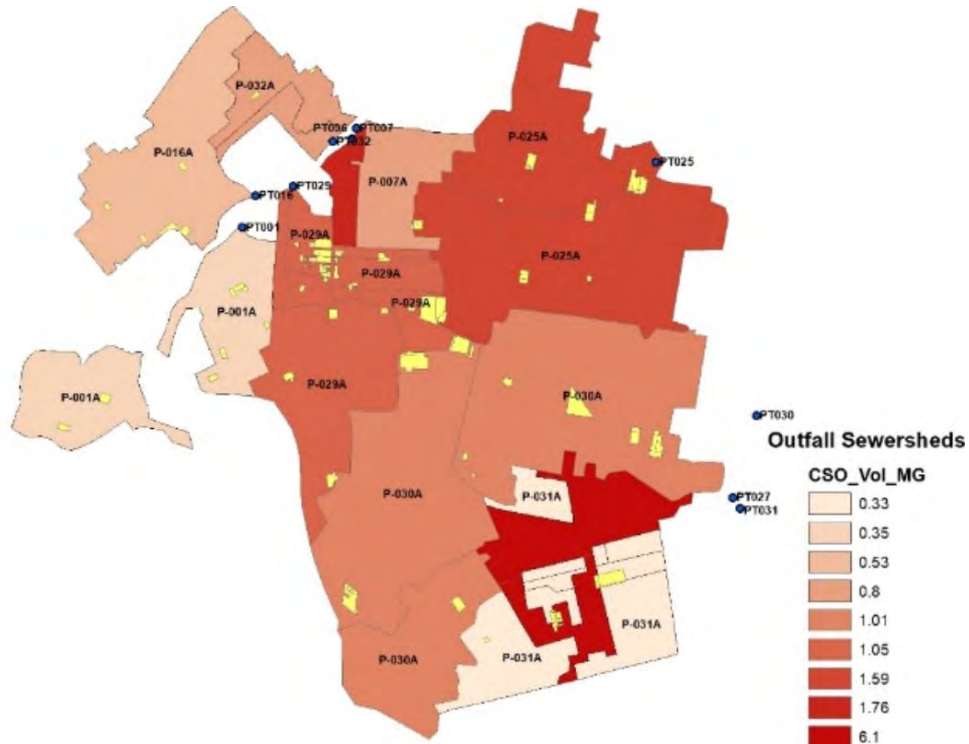 P-032A
PT006
PT007
PT032
P-025A
P-016A
PT025
P-007A
PT029
PT016
PT001
P-029A
P-025A
P-029A
P-001A
P-029A
P-029A
P-001A
P-030A
PT030
Outfall Sewersheds
CSO_Vol_MG
P-030A
P-031A
PT027
PT031
0.33
0.35
0.53
0.8
1.01
1.05
1.59
1.76
6.1
P-031A
P-030A
P-031A